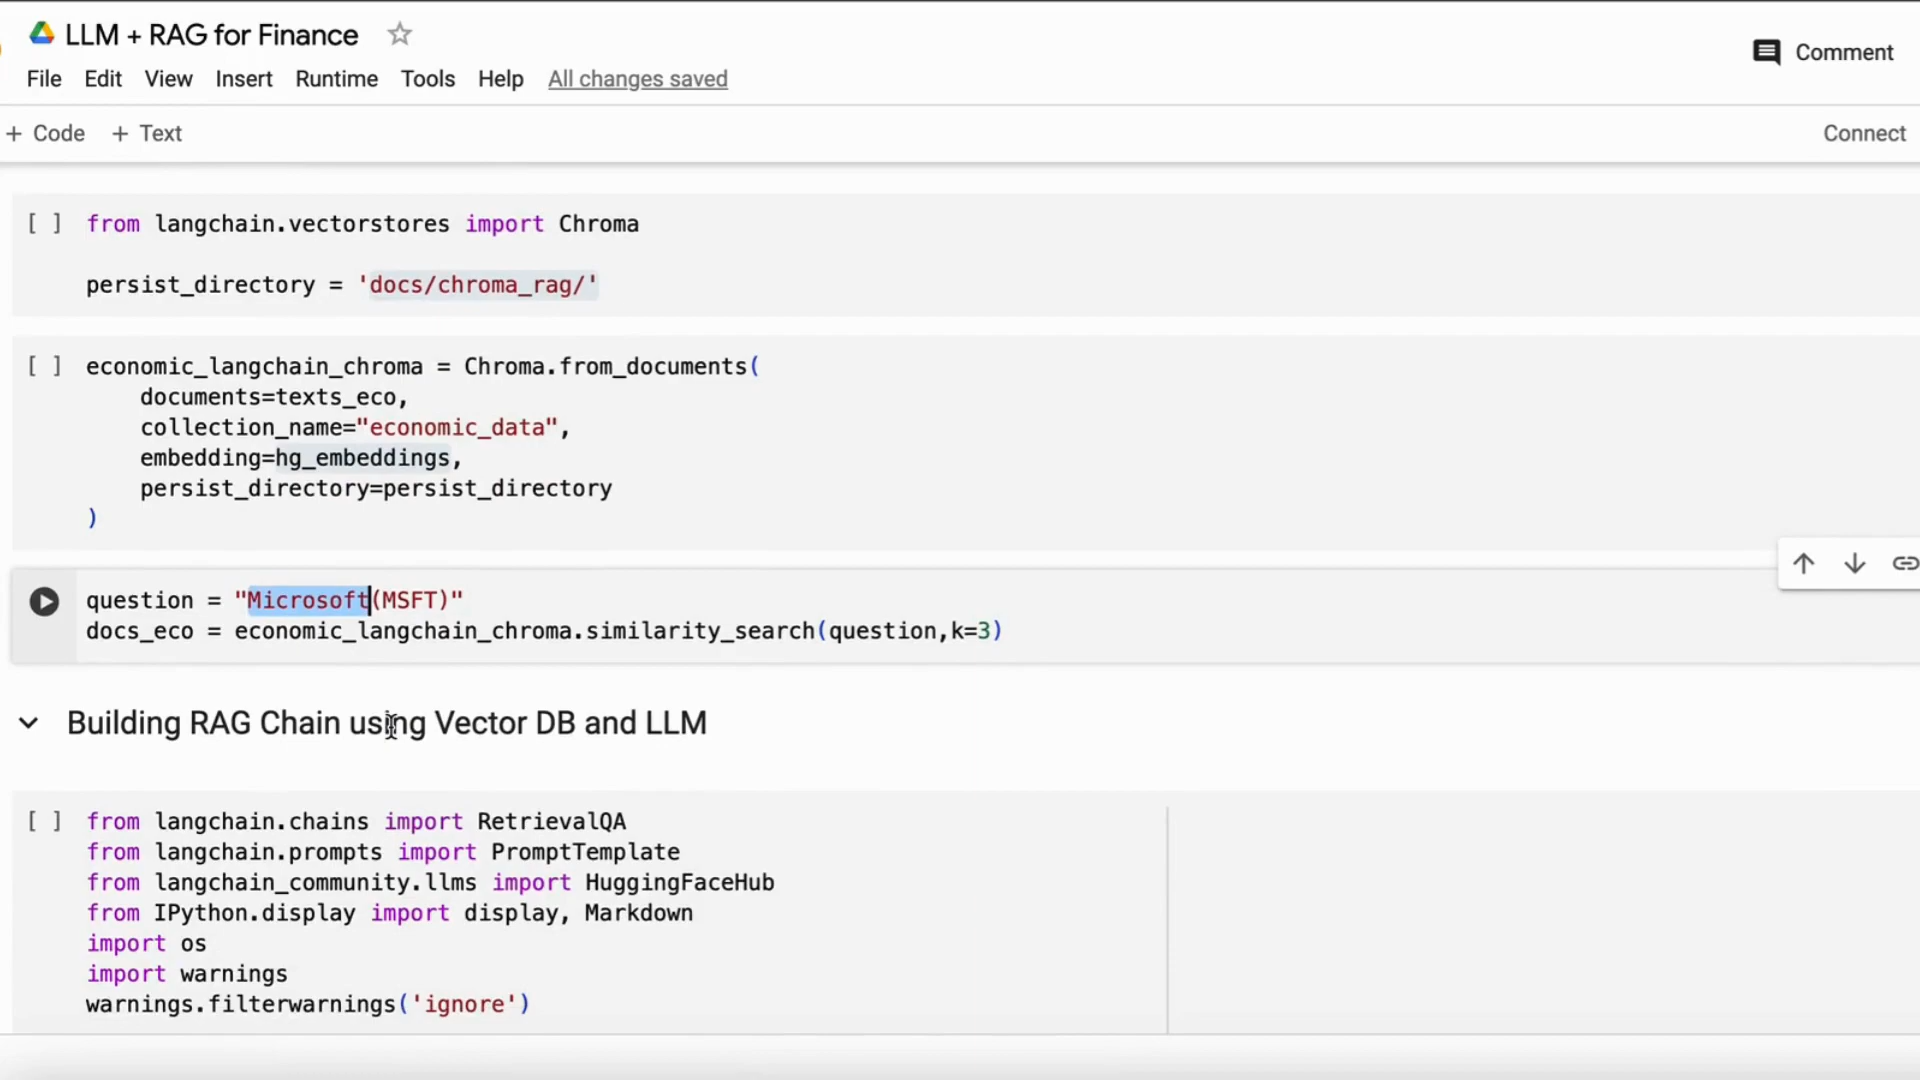 LLM + RAG for Finance
Comment
File Edit View Insert Runtime Tools Help All changes saved
+ Code + Text
Connect
[ ] from langchain.vectorstores import Chroma
persist_directory = 'docs/chroma_rag/'
[ ] economic_langchain_chroma = Chroma.from_documents(
documents=texts_eco,
collection_name="economic_data",
embedding=hg_embeddings,
persist_directory=persist_directory
)
question = "Microsoft(MSFT)"
docs_eco = economic_langchain_chroma.similarity_search(question,k=3)
Building RAG Chain using Vector DB and LLM
[ ] from langchain.chains import RetrievalQA
from langchain.prompts import PromptTemplate
from langchain_community.llms import HuggingFaceHub
from IPython.display import display, Markdown
import os
import warnings
warnings.filterwarnings('ignore')